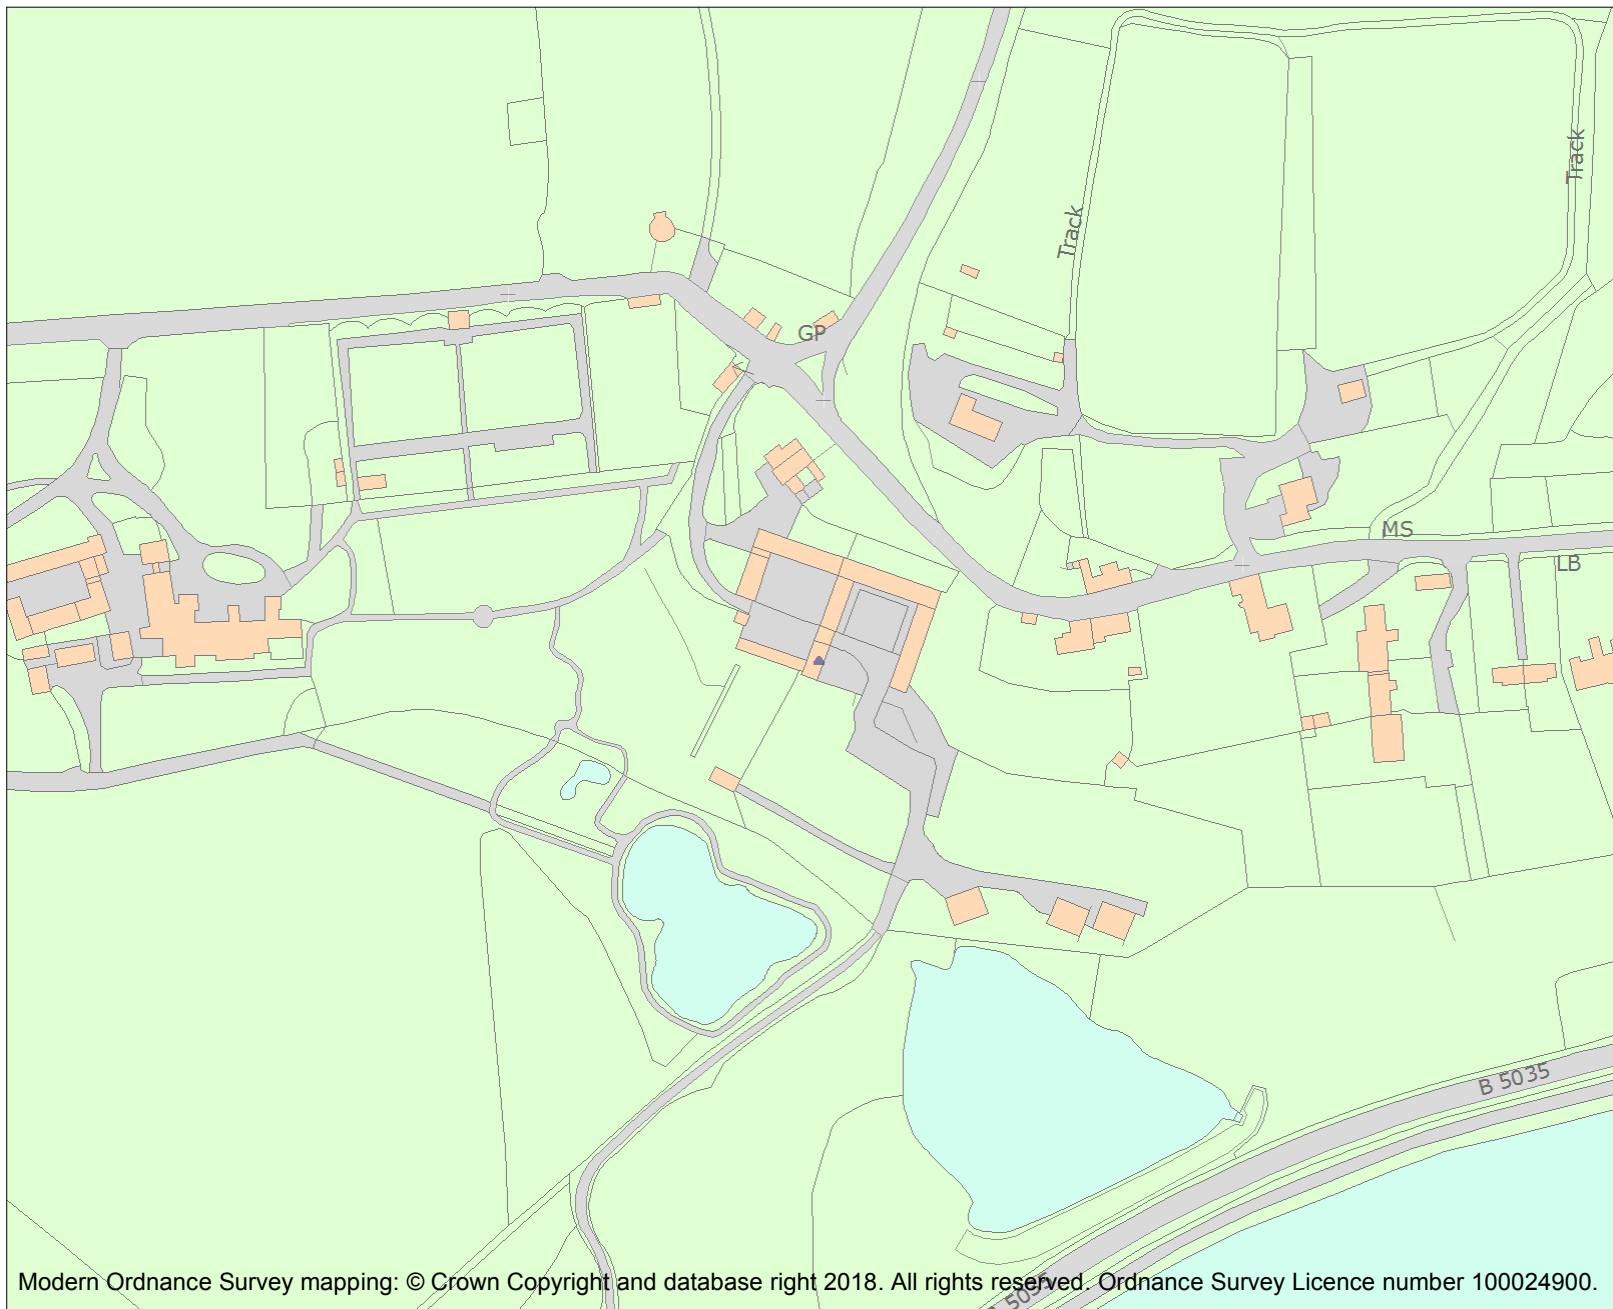 Track
Track
GP
MS
LB
B 5035
5035
Modern Ordnance Survey mapping: © Crown Copyright and database right 2018. All rights reserved. Ordnance Survey Licence number 100024900.